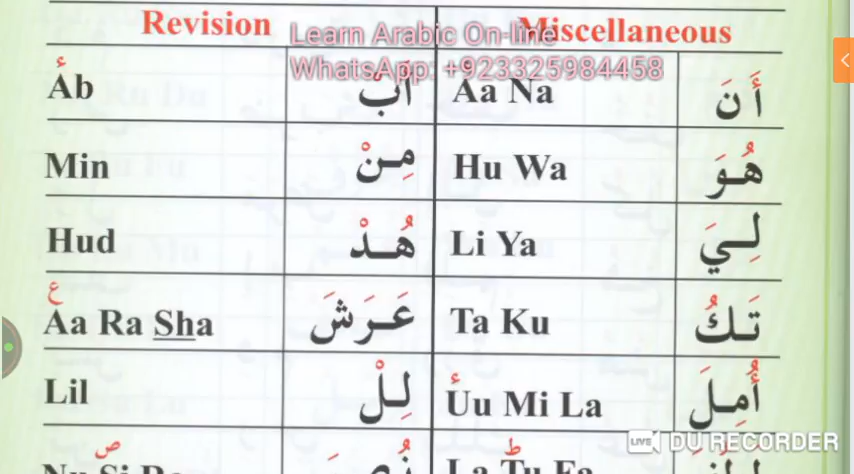 Revision Miscellaneous
Learn Arabic On-line
WhatsApp: +923325984458
Ab أَبْ Aa Na أَنَ
Min مِنْ Hu Wa هُوَ
Hud هُدْ Li Ya لِيَ
Aa Ra Sha عَرَشَ Ta Ku تَكُ
Lil لِلْ Uu Mi La أُمِلَ
LIVE DU RECORDER